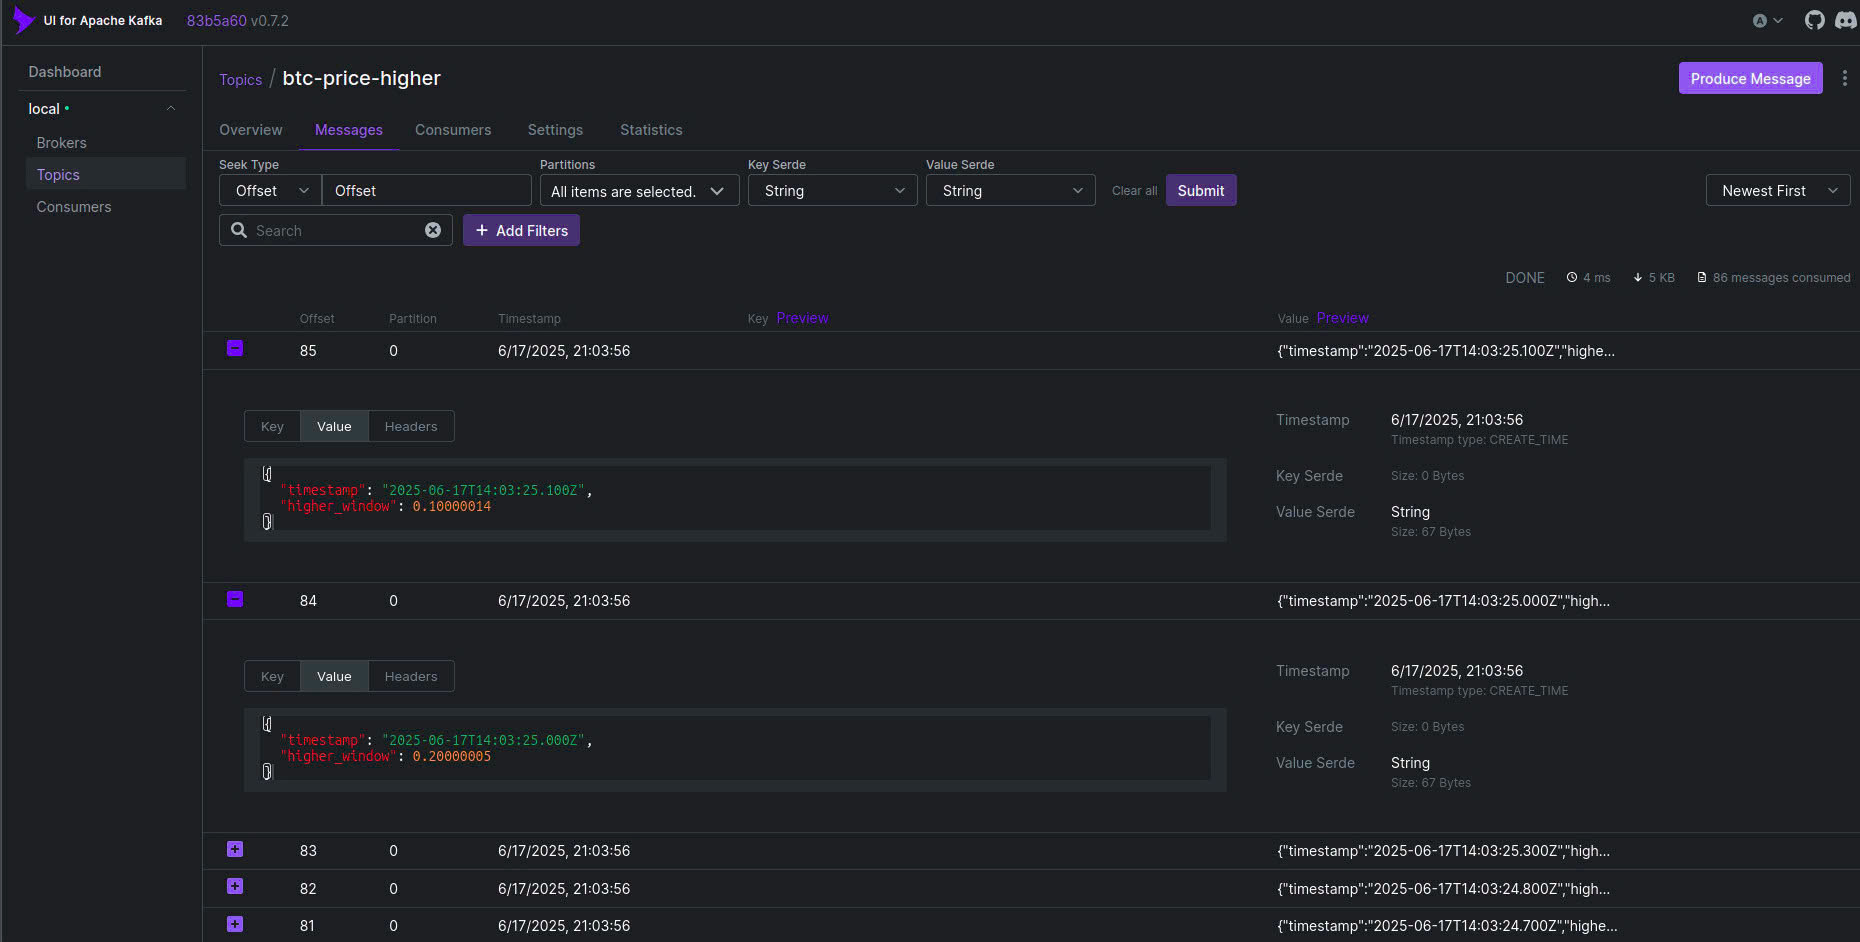 UI for Apache Kafka 83b5a60 v0.7.2 A
Dashboard
local
Brokers
Topics
Consumers
Topics / btc-price-higher
Produce Message
Overview Messages Consumers Settings Statistics
Seek Type Partitions Key Serde Value Serde
Offset Offset All items are selected. String String Clear all Submit Newest First
Search + Add Filters
DONE 4 ms 5 KB 86 messages consumed
Offset Partition Timestamp Key Preview Value Preview
85 0 6/17/2025, 21:03:56 {"timestamp":"2025-06-17T14:03:25.100Z","highe...
Key Value Headers
{
"timestamp": "2025-06-17T14:03:25.100Z",
"higher_window": 0.10000014
}
Timestamp 6/17/2025, 21:03:56
Timestamp type: CREATE_TIME
Key Serde Size: 0 Bytes
Value Serde String
Size: 67 Bytes
84 0 6/17/2025, 21:03:56 {"timestamp":"2025-06-17T14:03:25.000Z","high...
Key Value Headers
{
"timestamp": "2025-06-17T14:03:25.000Z",
"higher_window": 0.20000005
}
Timestamp 6/17/2025, 21:03:56
Timestamp type: CREATE_TIME
Key Serde Size: 0 Bytes
Value Serde String
Size: 67 Bytes
83 0 6/17/2025, 21:03:56 {"timestamp":"2025-06-17T14:03:25.300Z","high...
82 0 6/17/2025, 21:03:56 {"timestamp":"2025-06-17T14:03:24.800Z","high...
81 0 6/17/2025, 21:03:56 {"timestamp":"2025-06-17T14:03:24.700Z","highe...